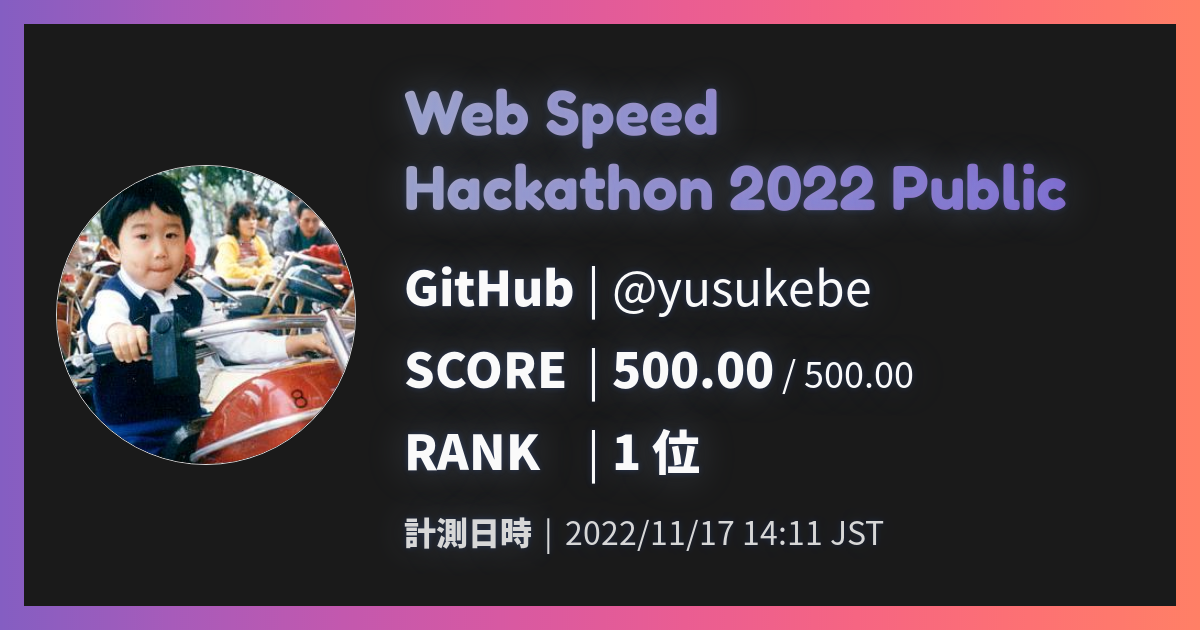 Web Speed
Hackathon 2022 Public
GitHub | @yusukebe
SCORE | 500.00 / 500.00
RANK | 1 位
計測日時 | 2022/11/17 14:11 JST
8